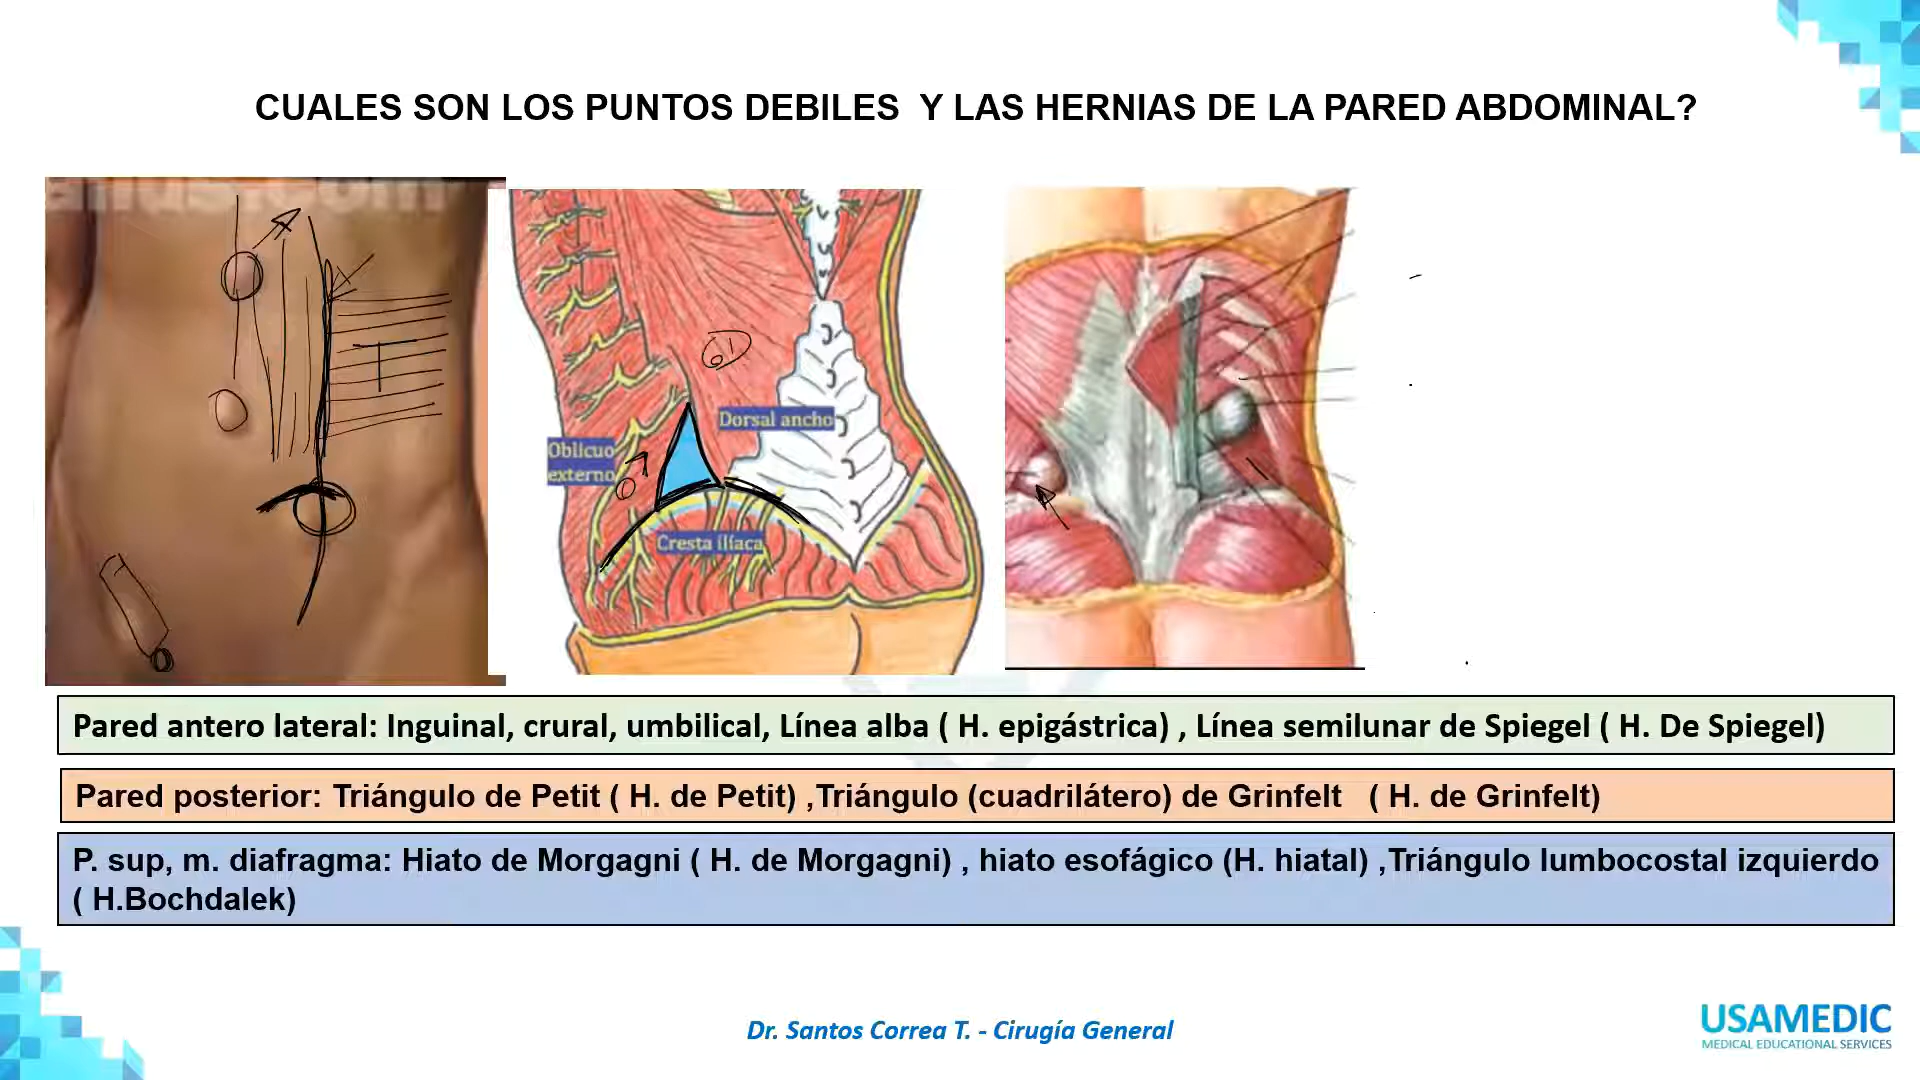 CUALES SON LOS PUNTOS DEBILES Y LAS HERNIAS DE LA PARED ABDOMINAL?
Dorsal ancho
Oblicuo
externo
Cresta ilíaca
Pared antero lateral: Inguinal, crural, umbilical, Línea alba ( H. epigástrica) , Línea semilunar de Spiegel ( H. De Spiegel)
Pared posterior: Triángulo de Petit ( H. de Petit) ,Triángulo (cuadrilátero) de Grinfelt ( H. de Grinfelt)
P. sup, m. diafragma: Hiato de Morgagni ( H. de Morgagni) , hiato esofágico (H. hiatal) ,Triángulo lumbocostal izquierdo
( H.Bochdalek)
Dr. Santos Correa T. - Cirugía General
USAMEDIC
MEDICAL EDUCATIONAL SERVICES